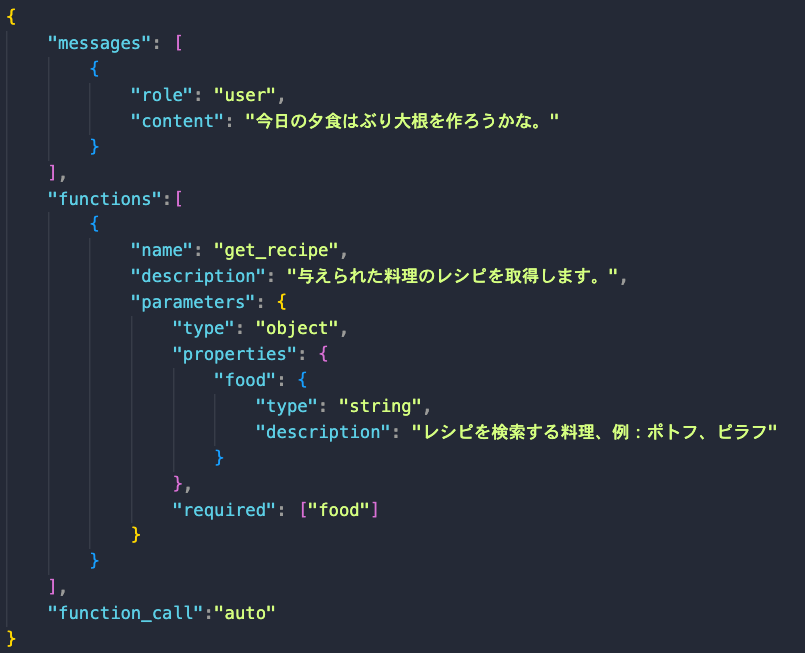 {
"messages": [
{
"role": "user",
"content": "今日の夕食はぶり大根を作ろうかな。"
}
],
"functions":[
{
"name": "get_recipe",
"description": "与えられた料理のレシピを取得します。",
"parameters": {
"type": "object",
"properties": {
"food": {
"type": "string",
"description": "レシピを検索する料理、例：ポトフ、ピラフ"
}
},
"required": ["food"]
}
}
],
"function_call":"auto"
}